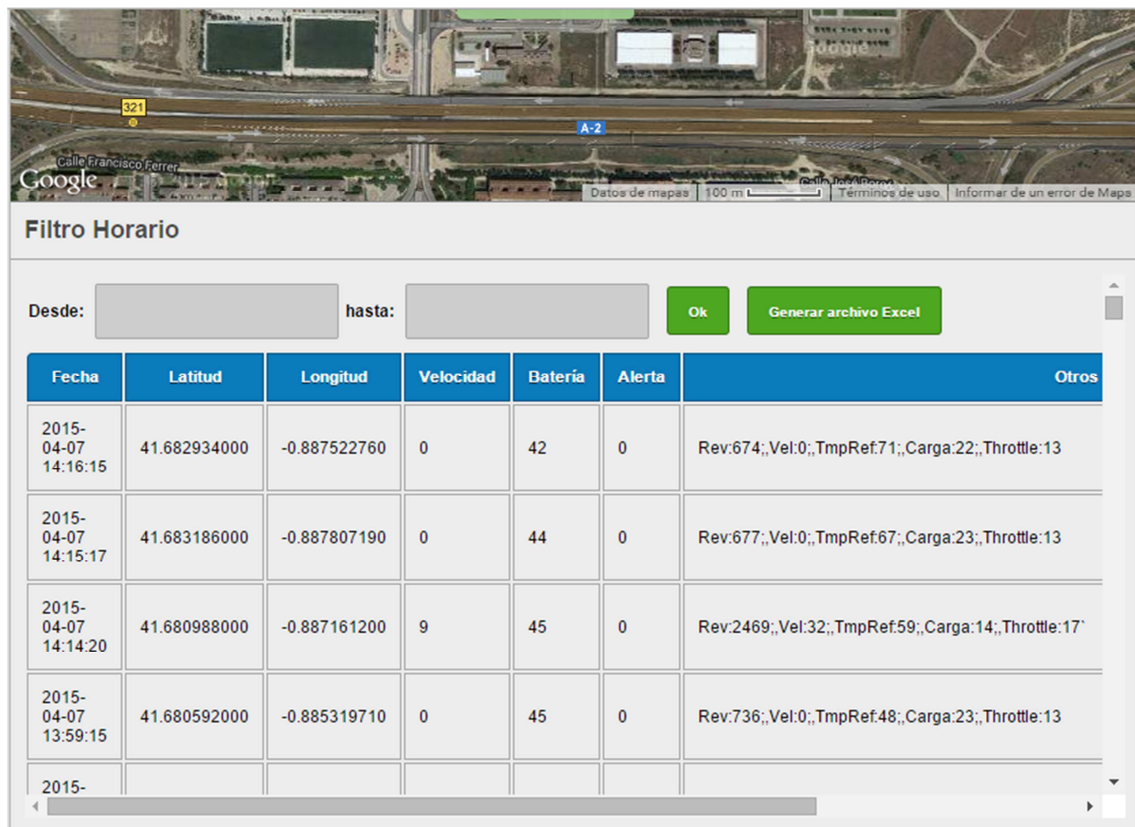 321
A-2
Calle Francisco Ferrer
Google
Google
Datos de mapas 100 m Términos de uso Informar de un error de Maps
Filtro Horario
Desde: hasta: Ok Generar archivo Excel
Fecha Latitud Longitud Velocidad Batería Alerta Otros
2015-
04-07 41.682934000 -0.887522760 0 42 0 Rev:674;,Vel:0;,TmpRef:71;,Carga:22;,Throttle:13
14:16:15
2015-
04-07 41.683186000 -0.887807190 0 44 0 Rev:677;,Vel:0;,TmpRef:67;,Carga:23;,Throttle:13
14:15:17
2015-
04-07 41.680988000 -0.887161200 9 45 0 Rev:2469;,Vel:32;,TmpRef:59;,Carga:14;,Throttle:17`
14:14:20
2015-
04-07 41.680592000 -0.885319710 0 45 0 Rev:736;,Vel:0;,TmpRef:48;,Carga:23;,Throttle:13
13:59:15
2015-